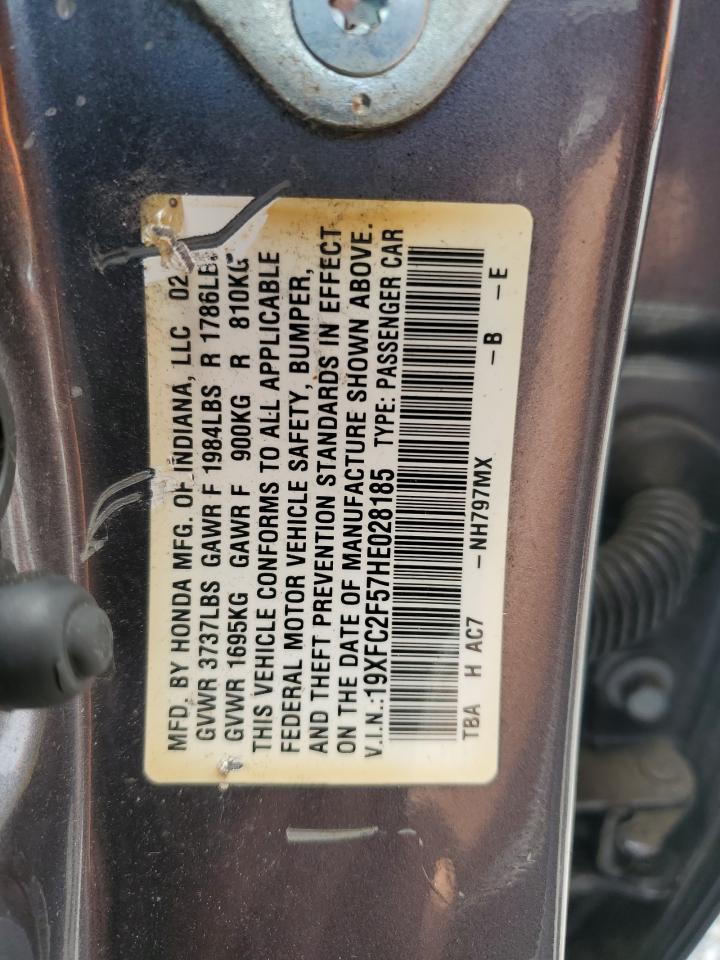 MFD. BY HONDA MFG. OF INDIANA, LLC 02
GVWR 3737LBS GAWR F 1984LBS R 1786LBS
GVWR 1695KG GAWR F 900KG R 810KG
THIS VEHICLE CONFORMS TO ALL APPLICABLE
FEDERAL MOTOR VEHICLE SAFETY, BUMPER,
AND THEFT PREVENTION STANDARDS IN EFFECT
ON THE DATE OF MANUFACTURE SHOWN ABOVE.
V.I.N.:19XFC2F57HE028185 TYPE: PASSENGER CAR
TBA H AC7 -NH797MX -B -E